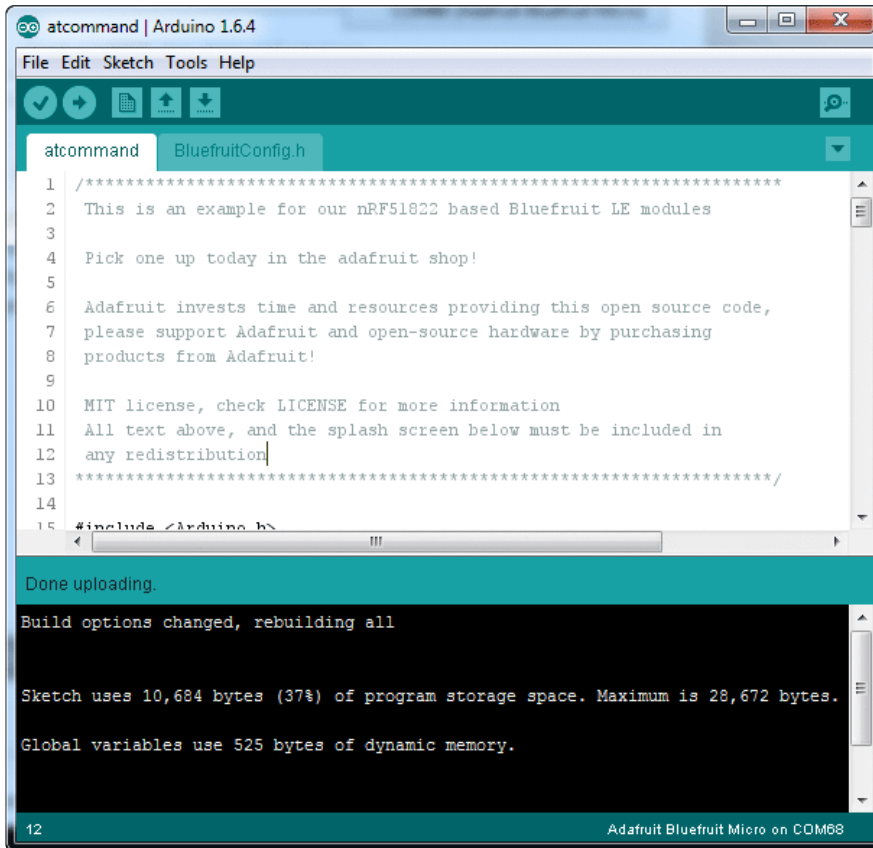 atcommand | Arduino 1.6.4
File Edit Sketch Tools Help
atcommand BluefruitConfig.h
1 /*********************************************************************
2 This is an example for our nRF51822 based Bluefruit LE modules
3
4 Pick one up today in the adafruit shop!
5
6 Adafruit invests time and resources providing this open source code,
7 please support Adafruit and open-source hardware by purchasing
8 products from Adafruit!
9
10 MIT license, check LICENSE for more information
11 All text above, and the splash screen below must be included in
12 any redistribution
13 *********************************************************************/
14
15 #include <Arduino.h>
Done uploading.
Build options changed, rebuilding all
Sketch uses 10,684 bytes (37%) of program storage space. Maximum is 28,672 bytes.
Global variables use 525 bytes of dynamic memory.
12 Adafruit Bluefruit Micro on COM68